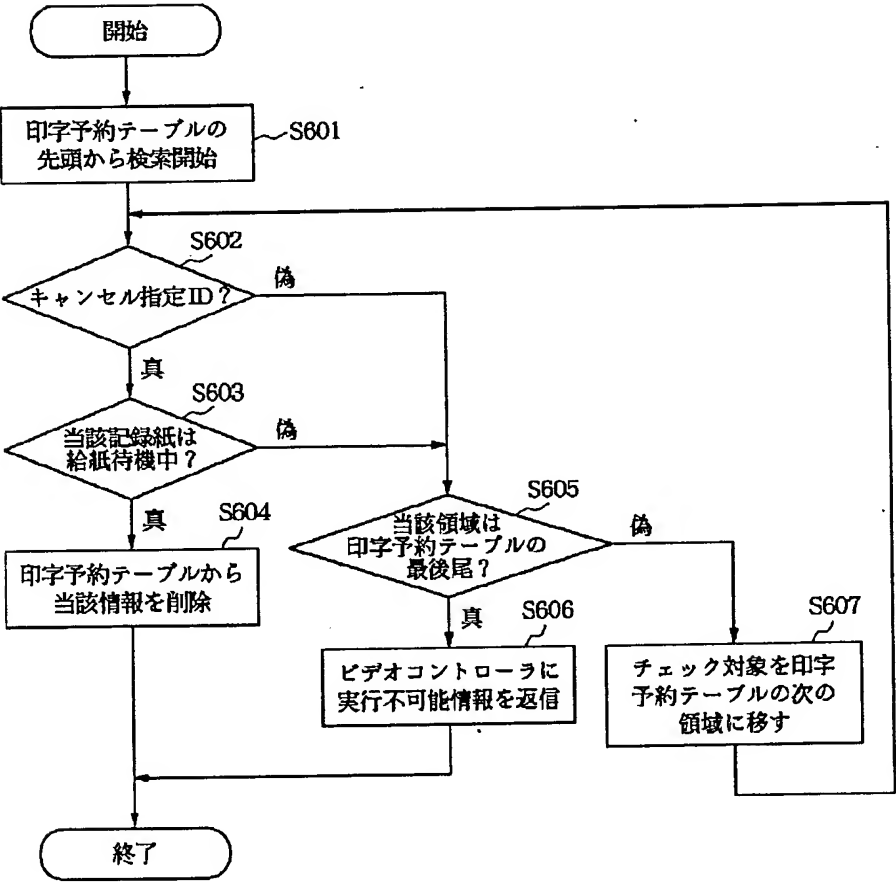 開始
印字予約テーブルの
先頭から検索開始
S601
S602
キャンセル指定ID?
偽
真
S603
当該記録紙は
給紙待機中?
偽
真
S604
印字予約テーブルから
当該情報を削除
S605
当該領域は
印字予約テーブルの
最後尾?
偽
真
S606
ビデオコントローラに
実行不可能情報を返信
S607
チェック対象を印字
予約テーブルの次の
領域に移す
終了